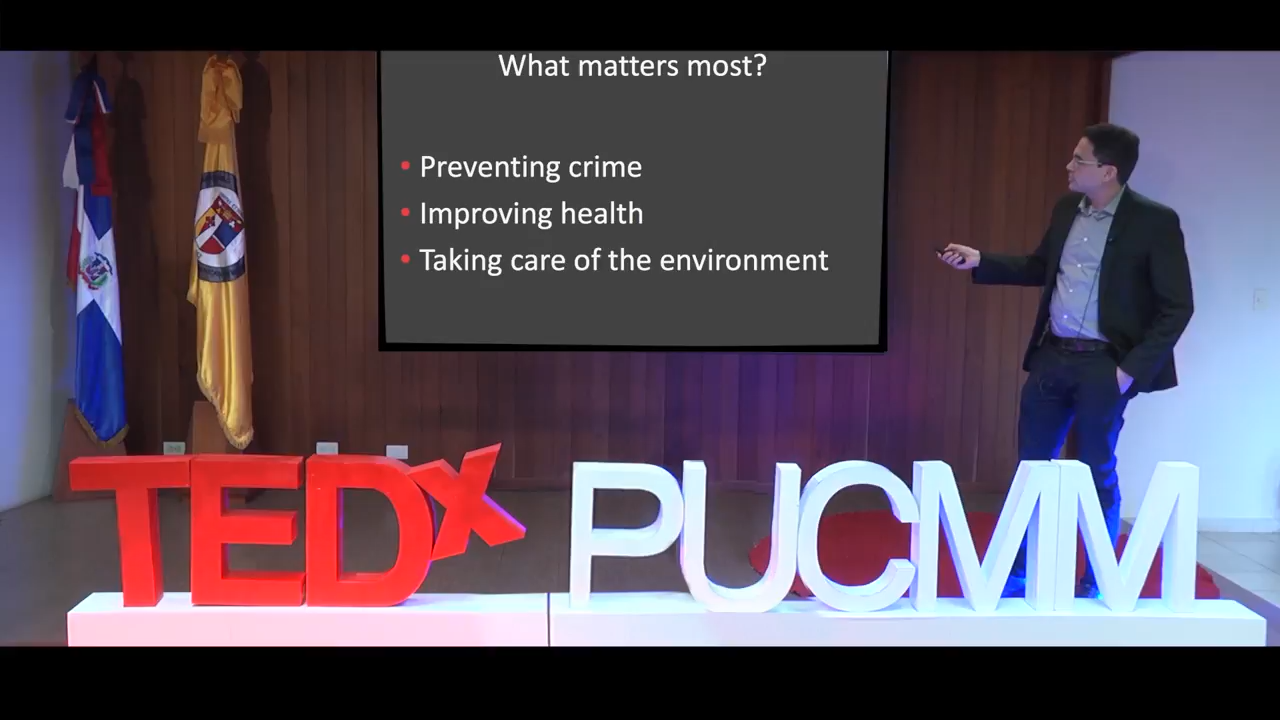 What matters most?
• Preventing crime
• Improving health
• Taking care of the environment
TEDx PUCMM